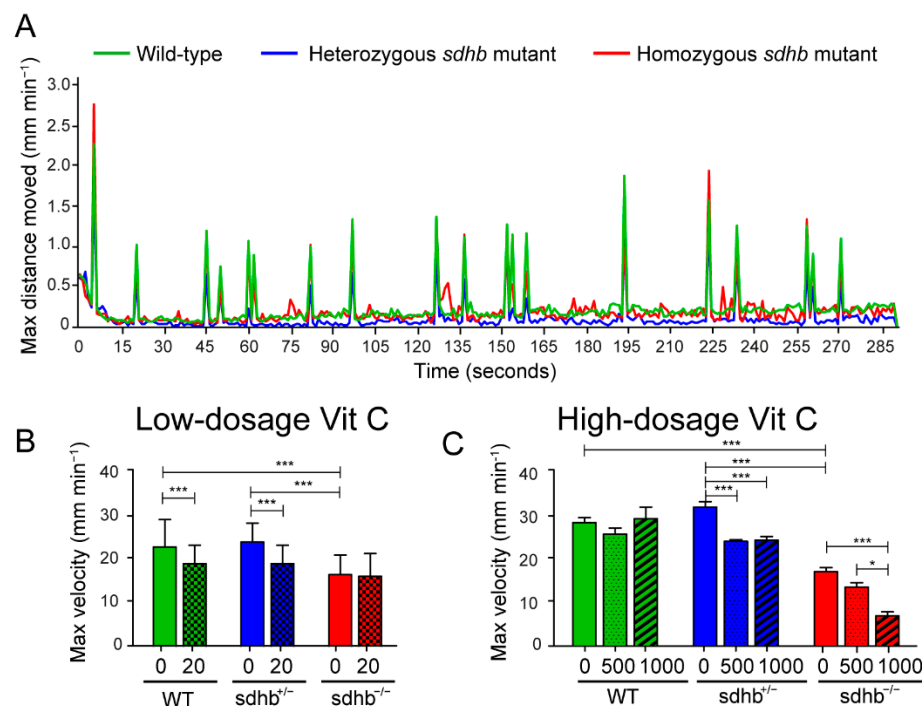 A
Wild-type Heterozygous sdhb mutant Homozygous sdhb mutant
Max distance moved (mm min⁻¹)
3.0
2.5
2.0
1.0
0.5
0
0 15 30 45 60 75 90 105 120 135 150 165 180 195 210 225 240 255 270 285
Time (seconds)
B
Low-dosage Vit C
Max velocity (mm min⁻¹)
40
30
20
10
0
***
***
***
***
0 20 0 20 0 20
WT sdhb⁺/⁻ sdhb⁻/⁻
C
High-dosage Vit C
Max velocity (mm min⁻¹)
40
30
20
10
0
***
***
***
***
***
*
0 500 1000 0 500 1000 0 500 1000
WT sdhb⁺/⁻ sdhb⁻/⁻